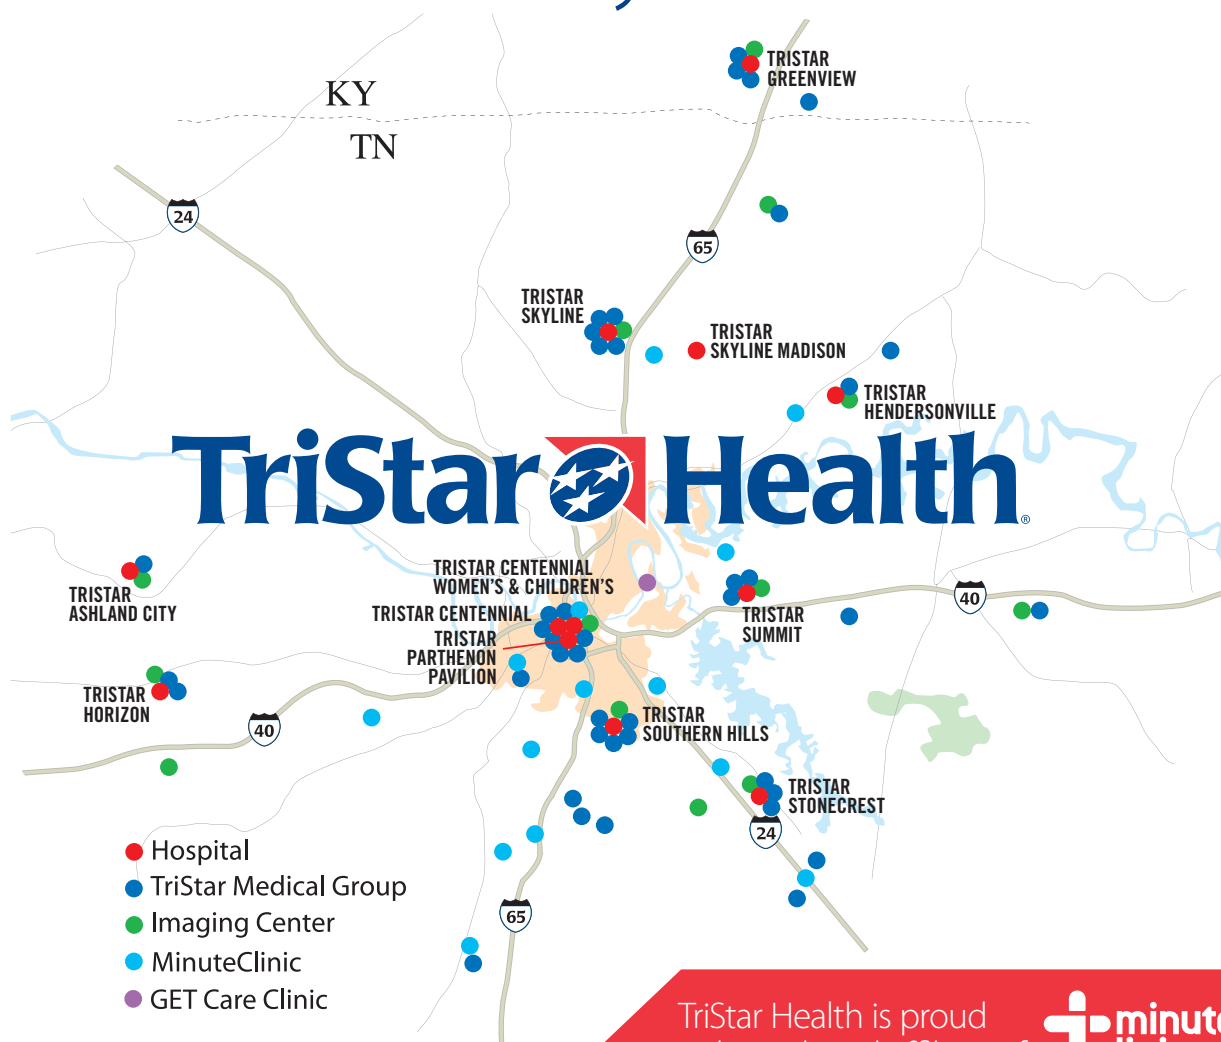 TRISTAR
GREENVIEW
KY
TN
24
65
TRISTAR
SKYLINE
TRISTAR
SKYLINE MADISON
TRISTAR
HENDERSONVILLE
TriStar Health®
TRISTAR CENTENNIAL
WOMEN'S & CHILDREN'S
TRISTAR
ASHLAND CITY
TRISTAR CENTENNIAL
TRISTAR
PARTHENON
PAVILION
TRISTAR
SUMMIT
40
TRISTAR
HORIZON
40
TRISTAR
SOUTHERN HILLS
TRISTAR
STONECREST
24
65
Hospital
TriStar Medical Group
Imaging Center
MinuteClinic
GET Care Clinic
TriStar Health is proud
minute